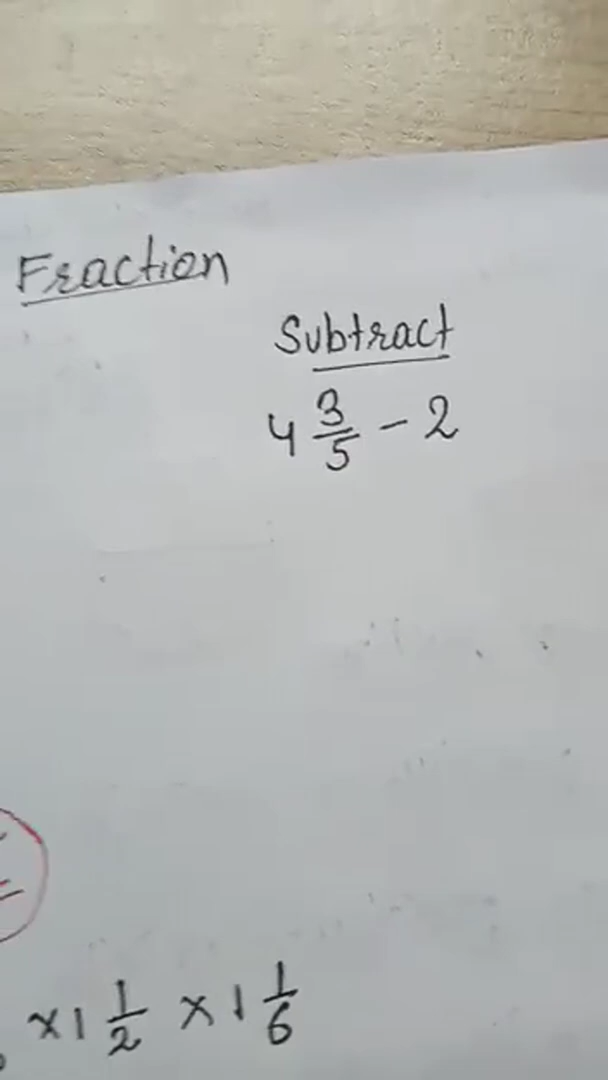 Fraction
Subtract
4 3/5 - 2
×1 1/2 ×1 1/6